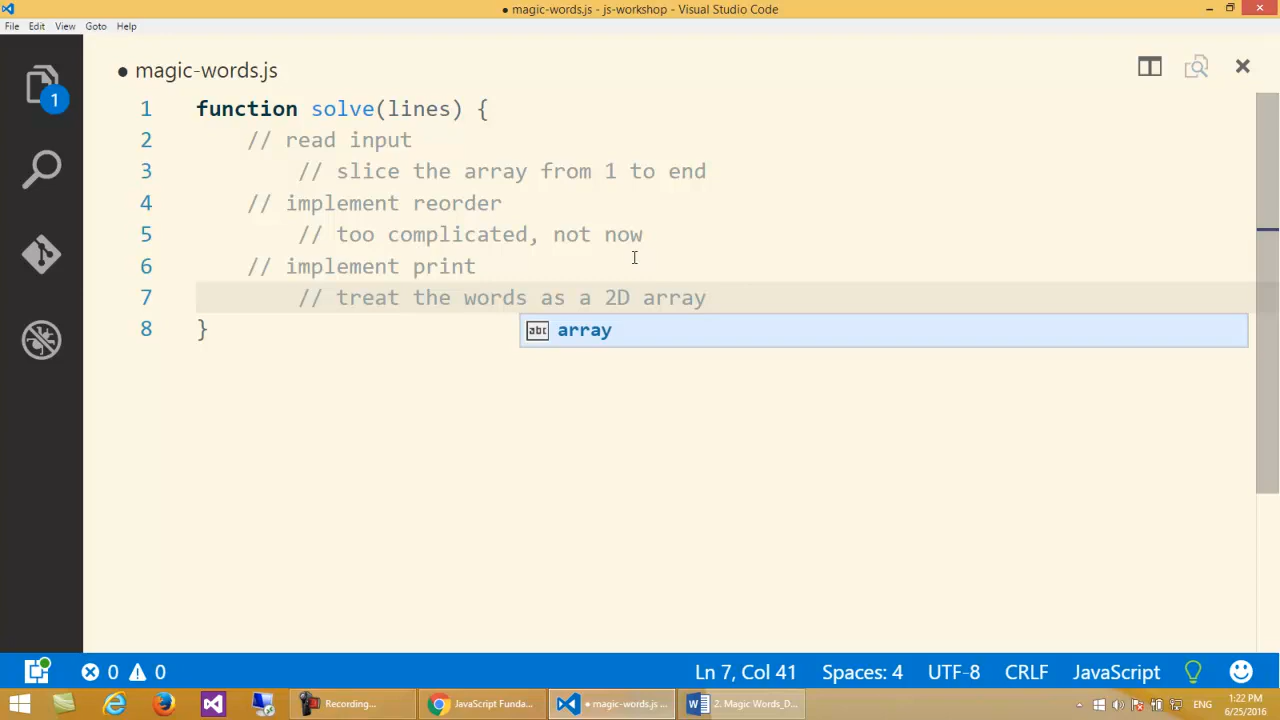 ● magic-words.js - js-workshop - Visual Studio Code
File Edit View Goto Help
1
● magic-words.js
1 function solve(lines) {
2 // read input
3 // slice the array from 1 to end
4 // implement reorder
5 // too complicated, not now
6 // implement print
7 // treat the words as a 2D array
8 }
abc array
0 0 Ln 7, Col 41 Spaces: 4 UTF-8 CRLF JavaScript
Recording... JavaScript Funda... ● magic-words.js ... 2. Magic Words_D... ENG 1:22 PM
6/25/2016